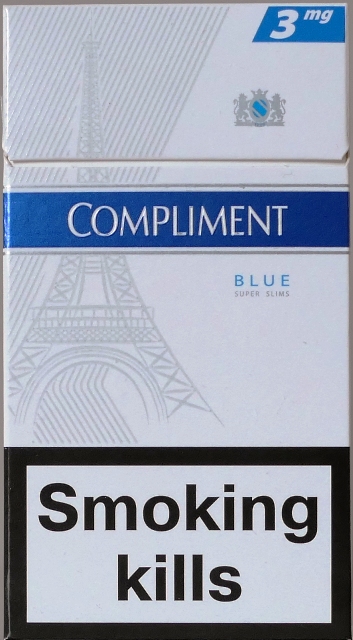 3 mg
COMPLIMENT
BLUE
SUPER SLIMS
Smoking
kills